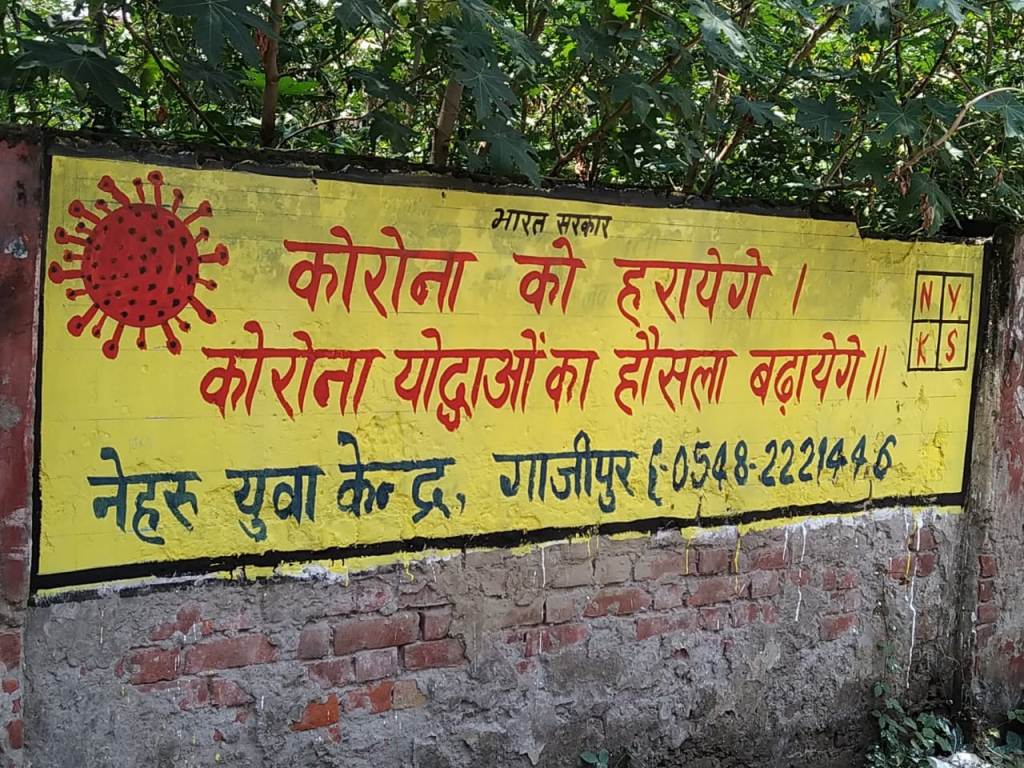 भारत सरकार
कोरोना को हरायेगे ।
कोरोना योद्धाओं का हौसला बढ़ायेगे ॥
नेहरु युवा केन्द्र, गाजीपुर (-0548-2221446
N Y
K S